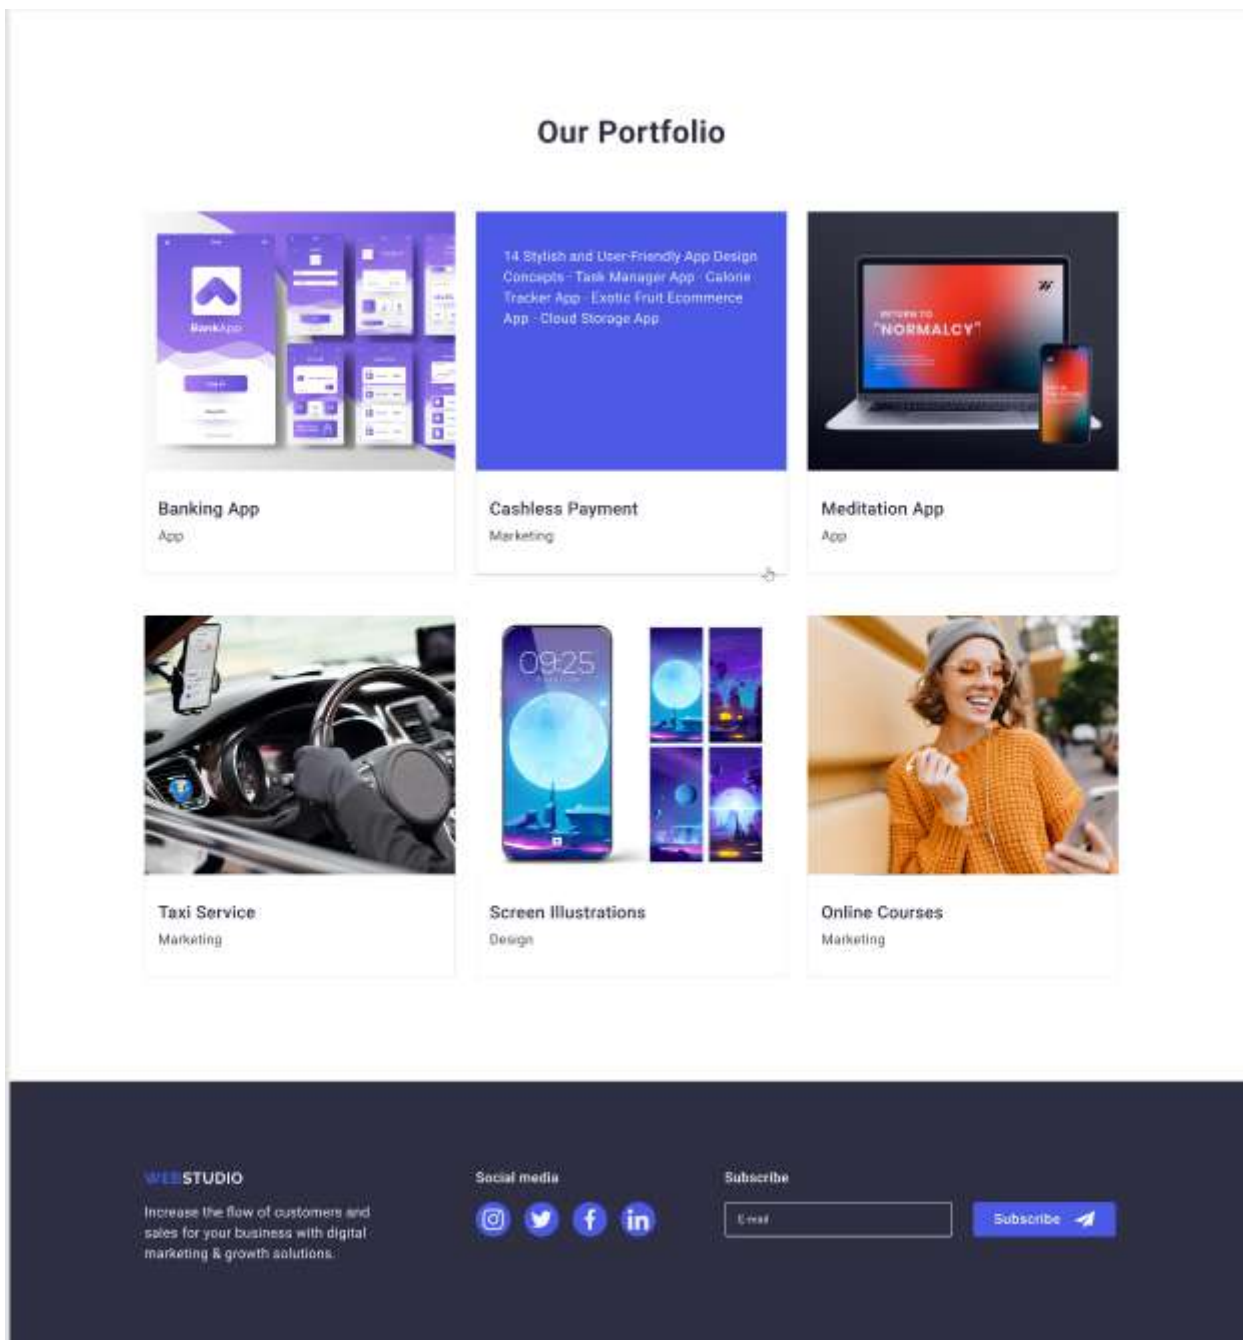 Our Portfolio
BankApp
14 Stylish and User-Friendly App Design
Concepts · Task Manager App · Calorie
Tracker App · Exotic Fruit Ecommerce
App · Cloud Storage App
RETURN TO
"NORMALCY"
Banking App
App
Cashless Payment
Marketing
Meditation App
App
09:25
Taxi Service
Marketing
Screen Illustrations
Design
Online Courses
Marketing
WEBSTUDIO
Increase the flow of customers and
sales for your business with digital
marketing & growth solutions.
Social media
Subscribe
E-mail
Subscribe